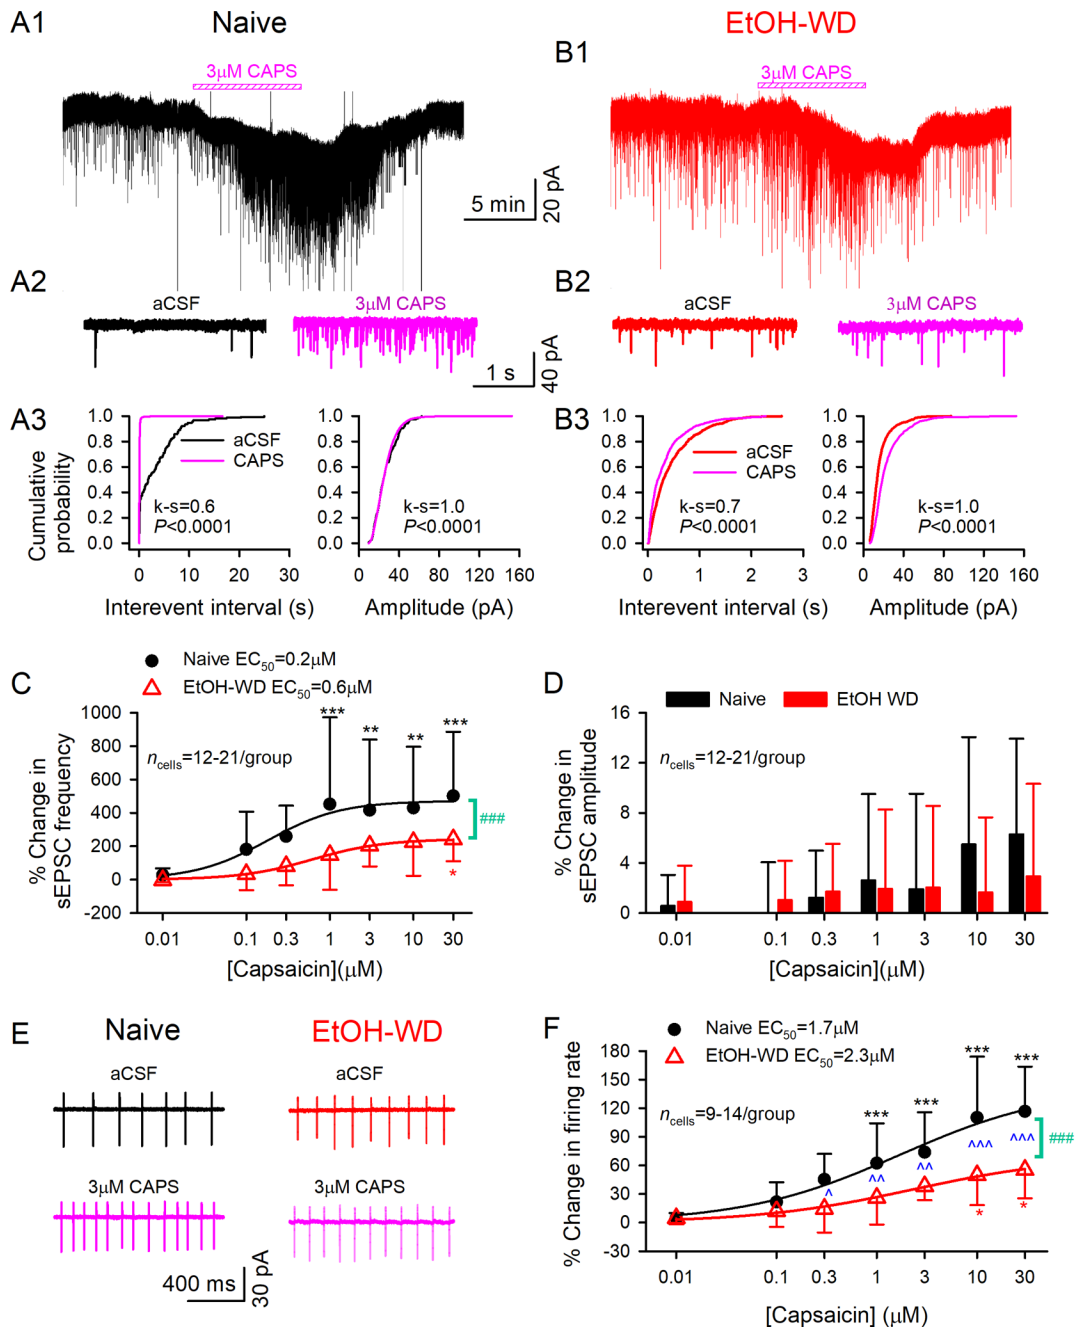 A1
Naive
EtOH-WD
B1
3μM CAPS
3μM CAPS
5 min
20 pA
A2
aCSF
3μM CAPS
B2
aCSF
3μM CAPS
1 s
40 pA
A3
Cumulative
probability
1.0
0.8
0.6
0.4
0.2
0.0
aCSF
CAPS
k-s=0.6
P<0.0001
0 10 20 30
Interevent interval (s)
1.0
0.8
0.6
0.4
0.2
0.0
k-s=1.0
P<0.0001
0 40 80 120 160
Amplitude (pA)
B3
1.0
0.8
0.6
0.4
0.2
0.0
aCSF
CAPS
k-s=0.7
P<0.0001
0 1 2 3
Interevent interval (s)
1.0
0.8
0.6
0.4
0.2
0.0
k-s=1.0
P<0.0001
0 40 80 120 160
Amplitude (pA)
C
Naive EC50=0.2μM
EtOH-WD EC50=0.6μM
% Change in
sEPSC frequency
1000
800
600
400
200
0
-200
ncells=12-21/group
*** ** ** ***
###
*
0.01 0.1 0.3 1 3 10 30
[Capsaicin](μM)
D
Naive
EtOH WD
% Change in
sEPSC amplitude
16
12
8
4
0
ncells=12-21/group
0.01 0.1 0.3 1 3 10 30
[Capsaicin](μM)
E
Naive
EtOH-WD
aCSF
aCSF
3μM CAPS
3μM CAPS
400 ms
30 pA
F
Naive EC50=1.7μM
EtOH-WD EC50=2.3μM
% Change in firing rate
180
150
120
90
60
30
0
-30
ncells=9-14/group
*** *** *** ***
^ ^^ ^^ ^^^ ^^^
###
* *
0.01 0.1 0.3 1 3 10 30
[Capsaicin] (μM)